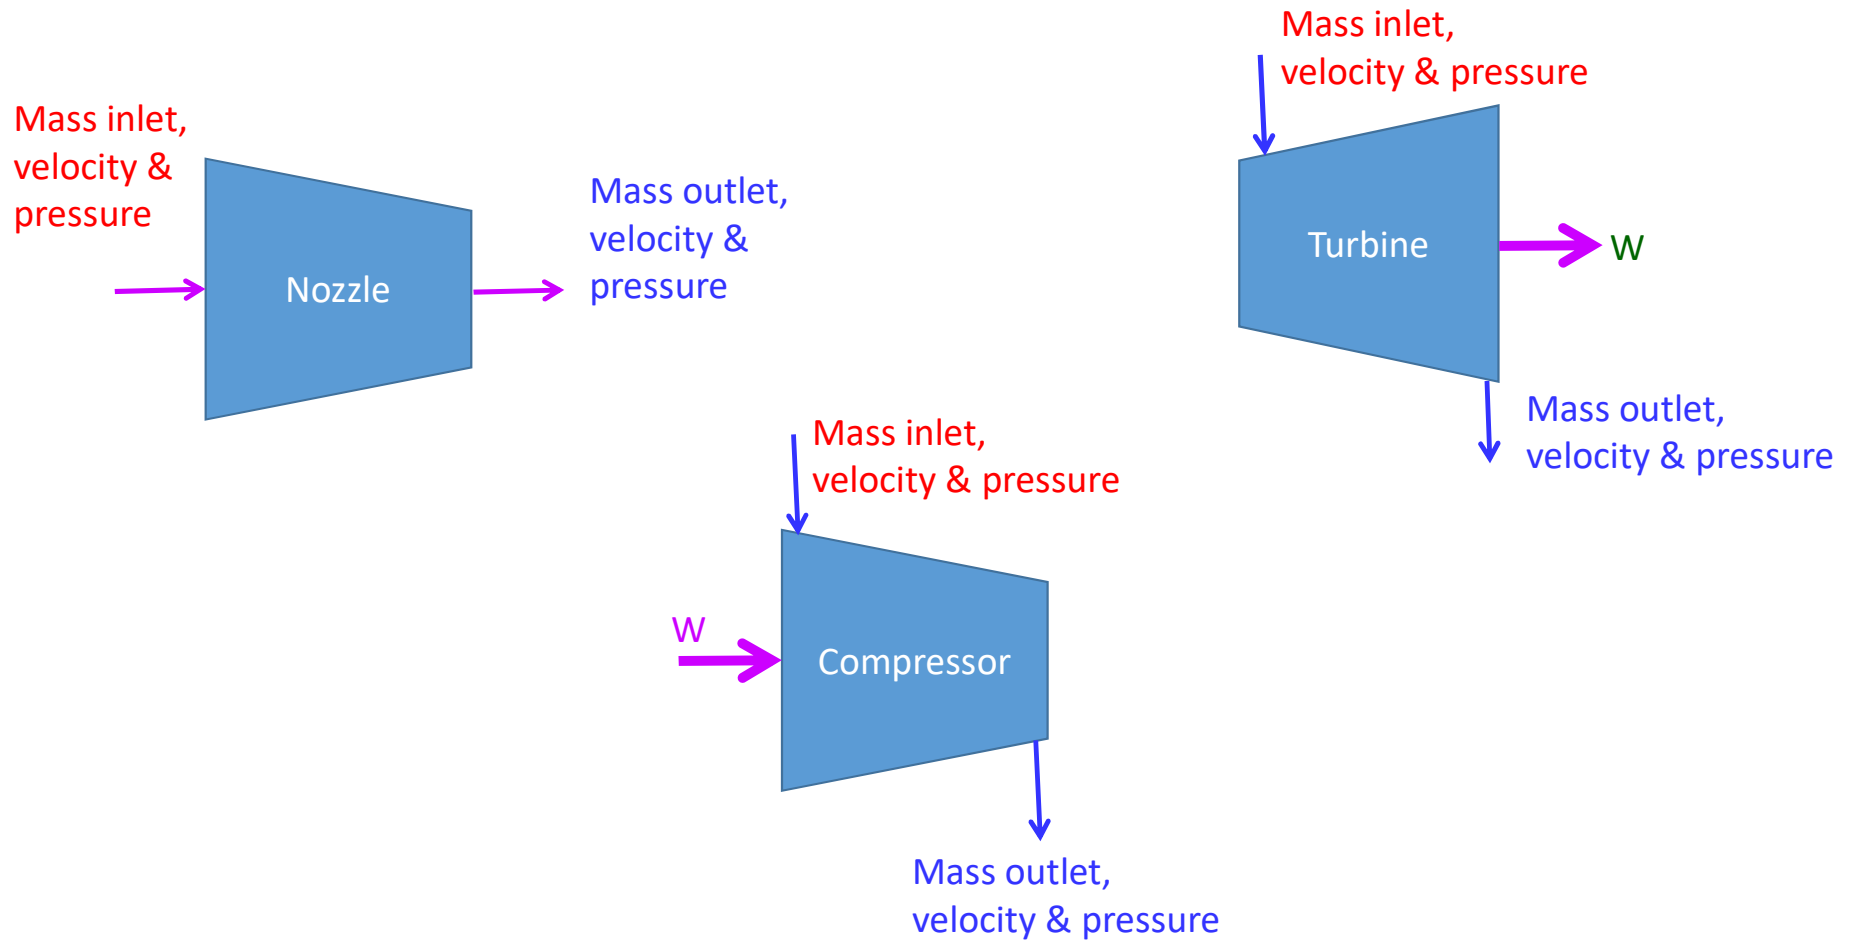 Mass inlet,
velocity &
pressure
Nozzle
Mass outlet,
velocity &
pressure
Mass inlet,
velocity & pressure
Turbine
W
Mass outlet,
velocity & pressure
Mass inlet,
velocity & pressure
W
Compressor
Mass outlet,
velocity & pressure